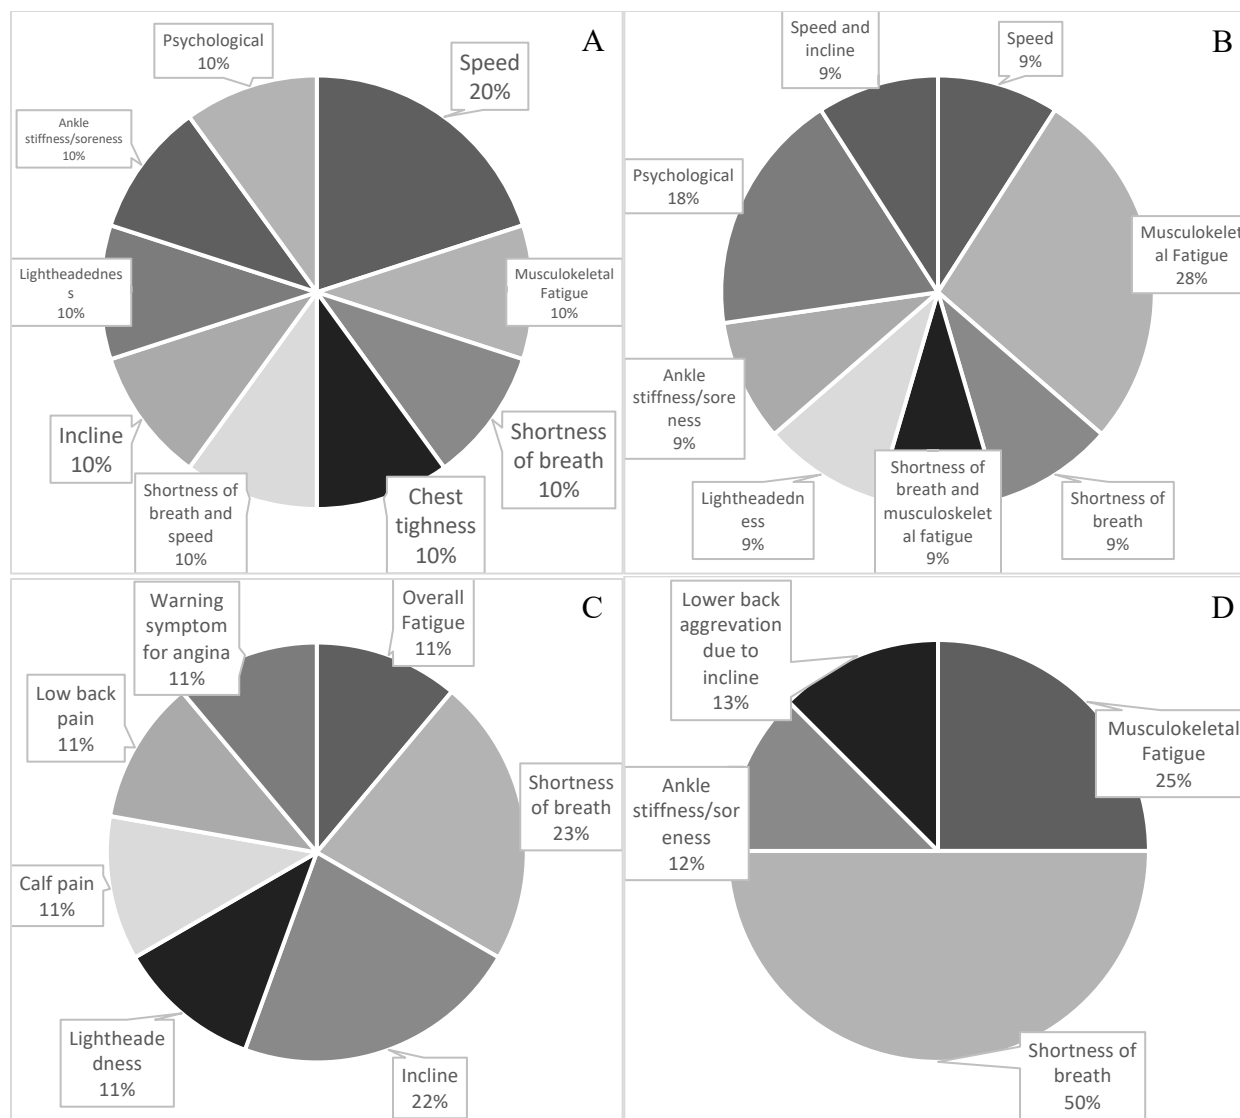 A
Psychological
10%
Speed
20%
Ankle
stiffness/soreness
10%
Lightheadednes
s
10%
Musculokeletal
Fatigue
10%
Incline
10%
Shortness
of breath
10%
Shortness of
breath and
speed
10%
Chest
tighness
10%
B
Speed and
incline
9%
Speed
9%
Psychological
18%
Musculokelet
al Fatigue
28%
Ankle
stiffness/sore
ness
9%
Lightheadedn
ess
9%
Shortness of
breath and
musculoskelet
al fatigue
9%
Shortness of
breath
9%
C
Warning
symptom
for angina
11%
Overall
Fatigue
11%
Low back
pain
11%
Shortness
of breath
23%
Calf pain
11%
Lightheade
dness
11%
Incline
22%
D
Lower back
aggrevation
due to
incline
13%
Musculokeletal
Fatigue
25%
Ankle
stiffness/sor
eness
12%
Shortness of
breath
50%